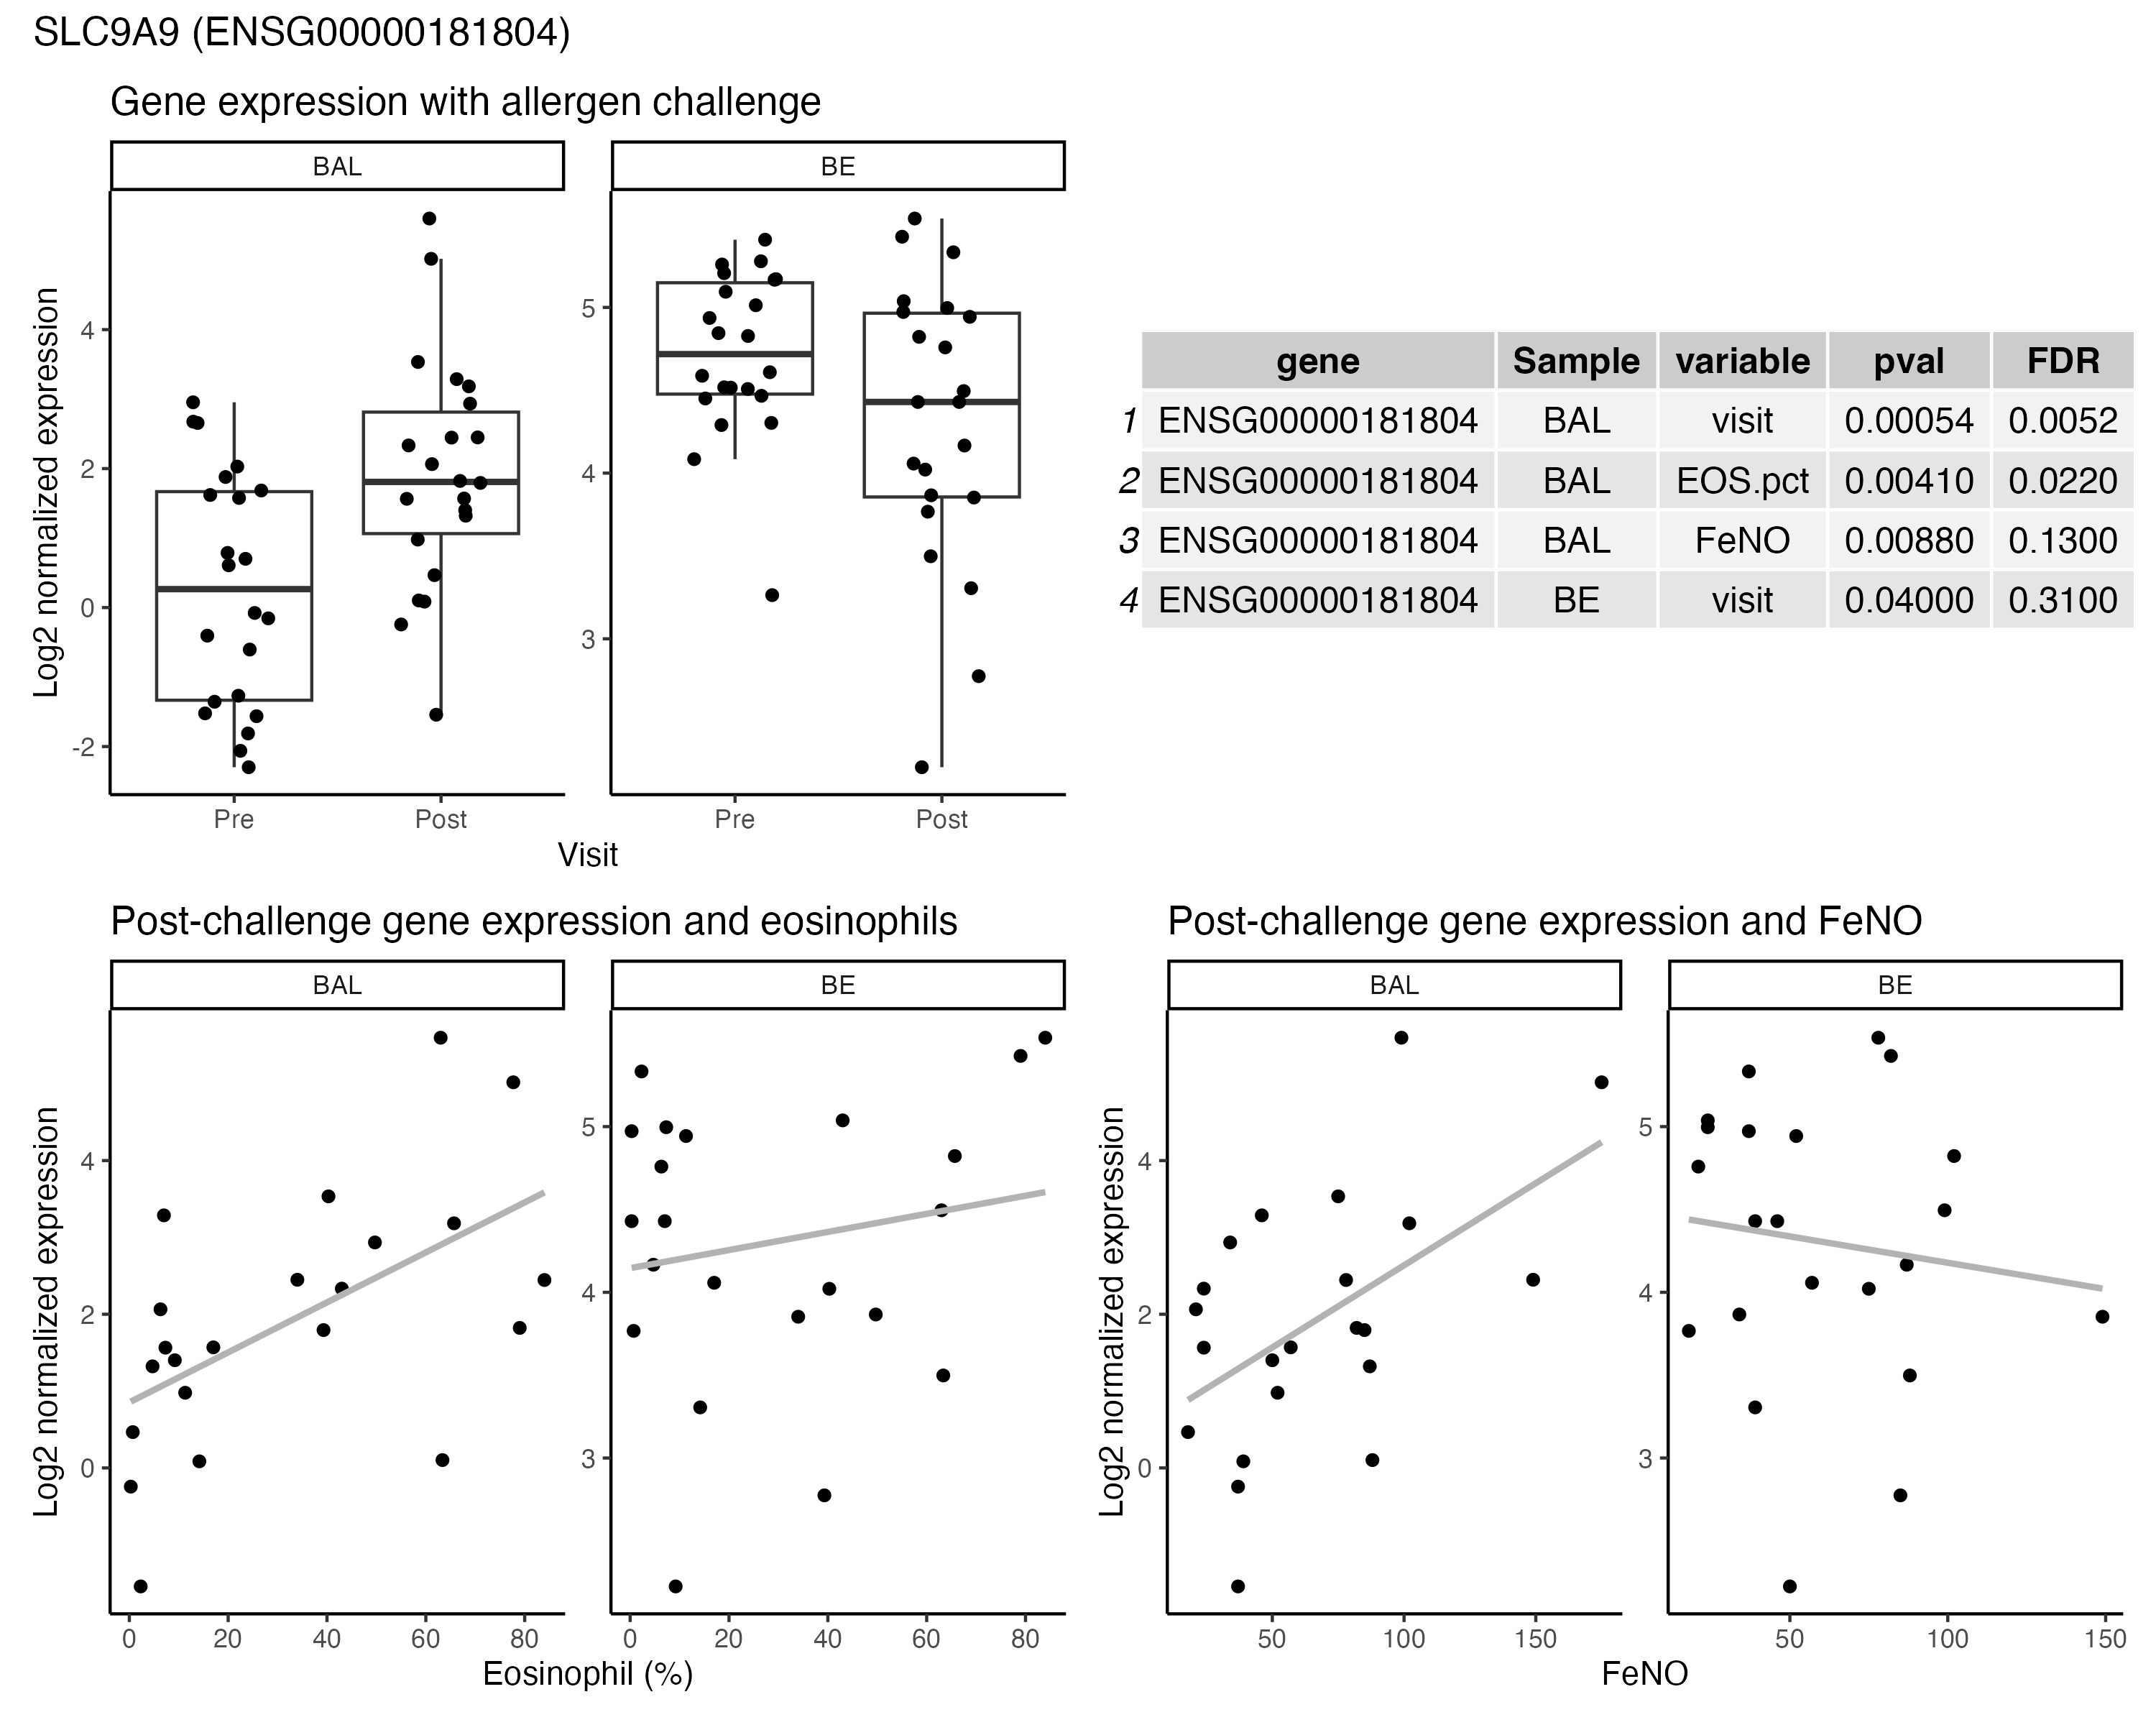 SLC9A9 (ENSG00000181804)
Gene expression with allergen challenge
BAL
BE
Log2 normalized expression
4
2
0
-2
5
4
3
Pre
Post
Pre
Post
Visit
gene Sample variable pval FDR
1 ENSG00000181804 BAL visit 0.00054 0.0052
2 ENSG00000181804 BAL EOS.pct 0.00410 0.0220
3 ENSG00000181804 BAL FeNO 0.00880 0.1300
4 ENSG00000181804 BE visit 0.04000 0.3100
Post-challenge gene expression and eosinophils
BAL
BE
Log2 normalized expression
4
2
0
5
4
3
0 20 40 60 80
0 20 40 60 80
Eosinophil (%)
Post-challenge gene expression and FeNO
BAL
BE
Log2 normalized expression
4
2
0
5
4
3
50 100 150
50 100 150
FeNO